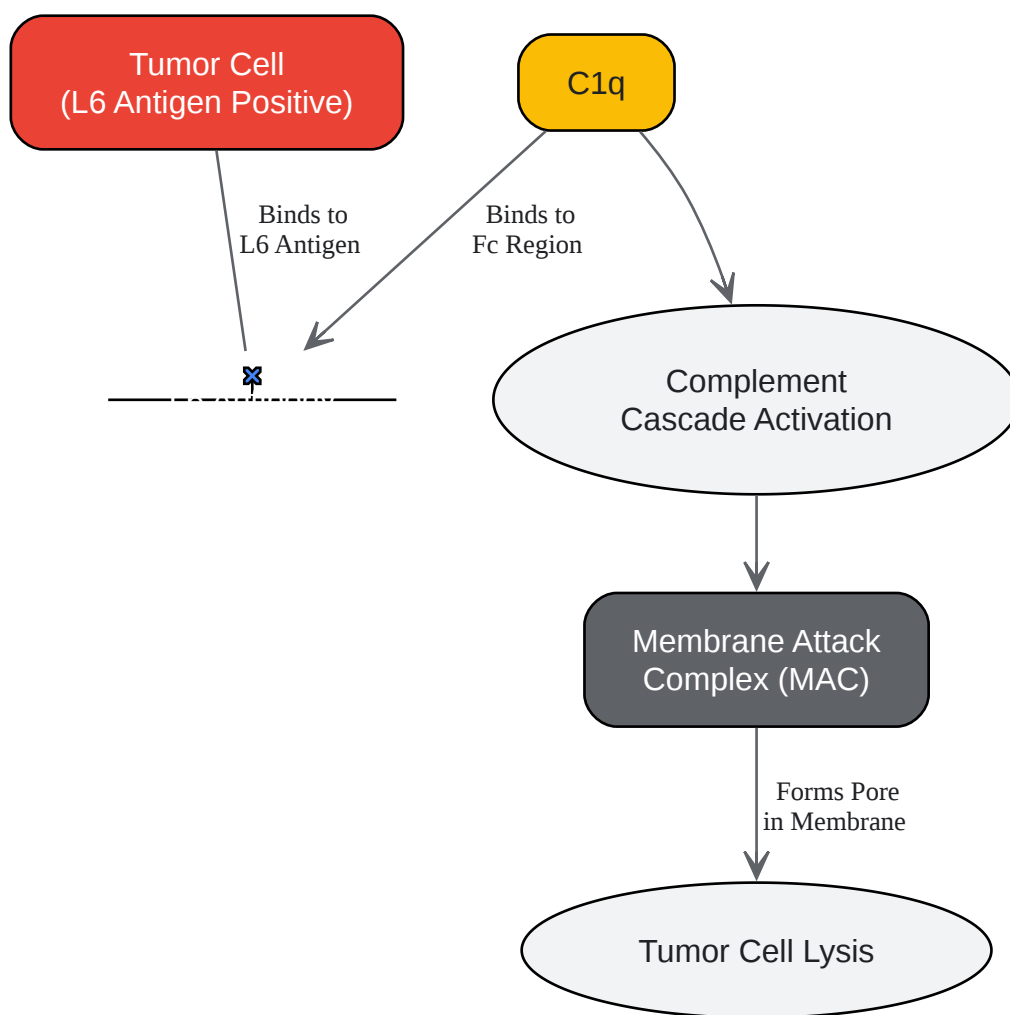 Tumor Cell
(L6 Antigen Positive)
C1q
Binds to
L6 Antigen
Binds to
Fc Region
Complement
Cascade Activation
Membrane Attack
Complex (MAC)
Forms Pore
in Membrane
Tumor Cell Lysis